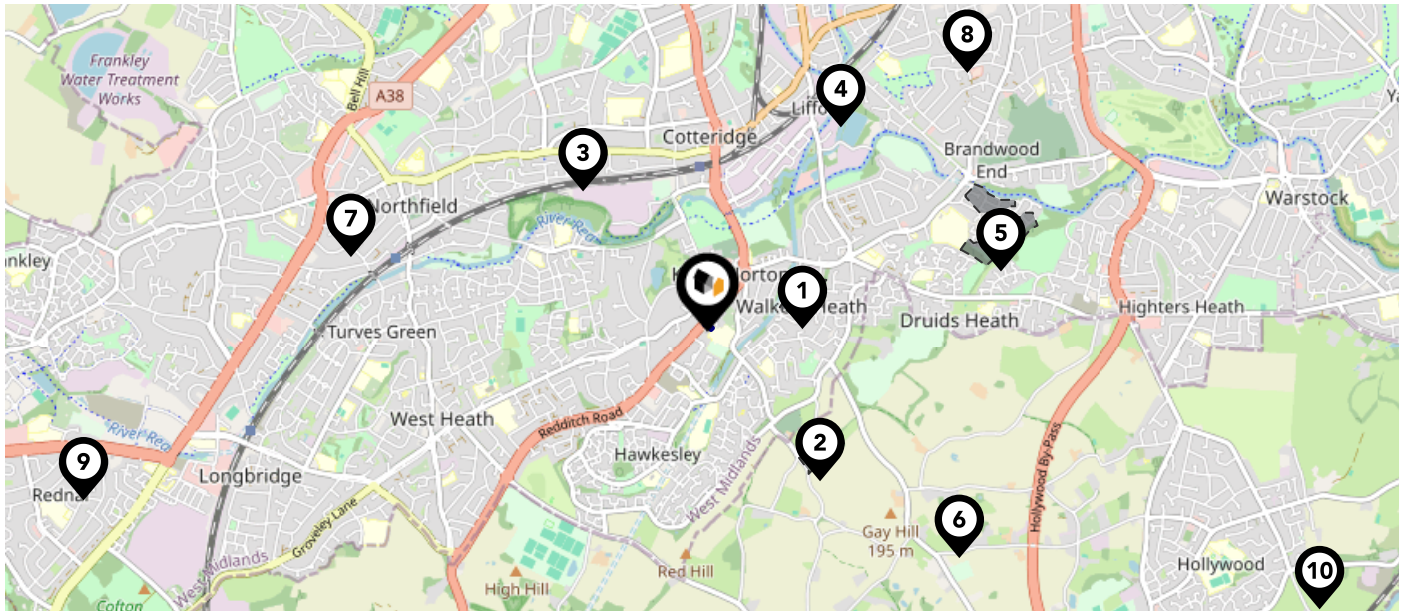 8
Frankley
Water Treatment
Works
Bell Hill
A38
4
Cotteridge
3
Brandwood
End
7
Northfield
Warstock
River Rea
5
1
Druids Heath
Highters Heath
Turves Green
West Heath
Redditch Road
River Rea
2
Hawkesley
9
Longbridge
West Midlands
Hollywood By-Pass
6
Groveley Lane
Gay Hill
195 m
West Midlands
Red Hill
High Hill
Hollywood
10
Cofton